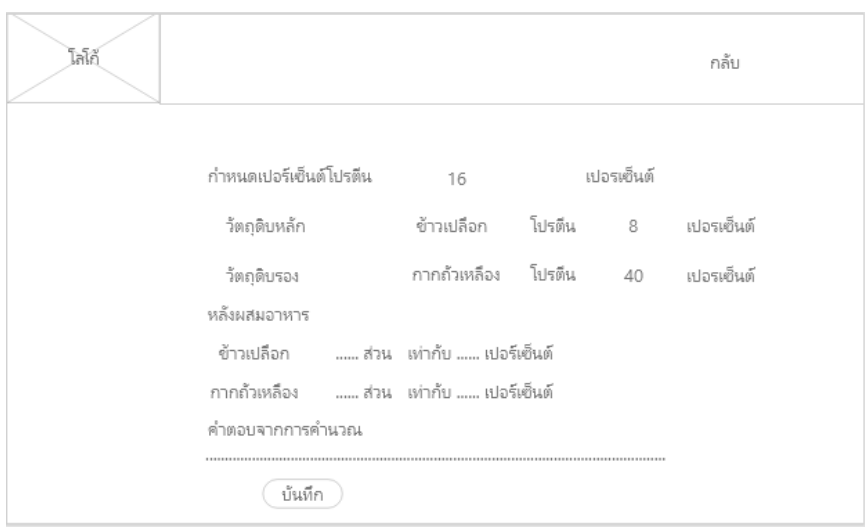 โลโก้
กลับ
กำหนดเปอร์เซ็นต์โปรตีน 16 เปอรเซ็นต์
วัตถุดิบหลัก ข้าวเปลือก โปรตีน 8 เปอรเซ็นต์
วัตถุดิบรอง กากถั่วเหลือง โปรตีน 40 เปอรเซ็นต์
หลังผสมอาหาร
ข้าวเปลือก ...... ส่วน เท่ากับ ...... เปอร์เซ็นต์
กากถั่วเหลือง ...... ส่วน เท่ากับ ...... เปอร์เซ็นต์
คำตอบจากการคำนวณ
บันทึก